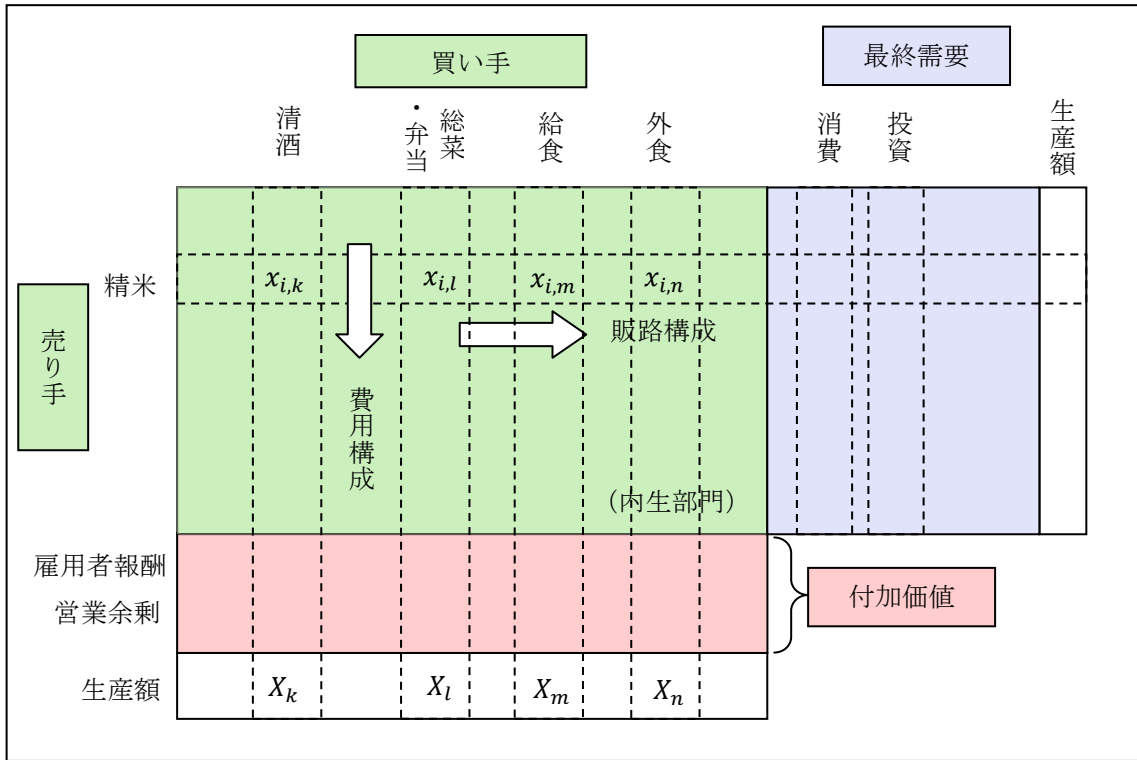 買い手
最終需要
清酒
総菜
・弁当
給食
外食
消費
投資
生産額
精米
x_{i,k}
x_{i,l}
x_{i,m}
x_{i,n}
販路構成
売り手
費用構成
（内生部門）
雇用者報酬
営業余剰
付加価値
生産額
X_k
X_l
X_m
X_n